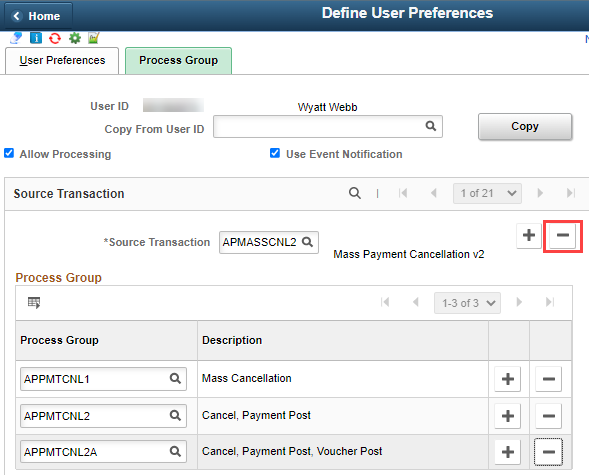 Home
Define User Preferences
User Preferences
Process Group
User ID Wyatt Webb
Copy From User ID Copy
Allow Processing Use Event Notification
Source Transaction 1 of 21
*Source Transaction APMASSCNL2 Mass Payment Cancellation v2
Process Group
1-3 of 3
Process Group Description
APPMTCNL1 Mass Cancellation
APPMTCNL2 Cancel, Payment Post
APPMTCNL2A Cancel, Payment Post, Voucher Post